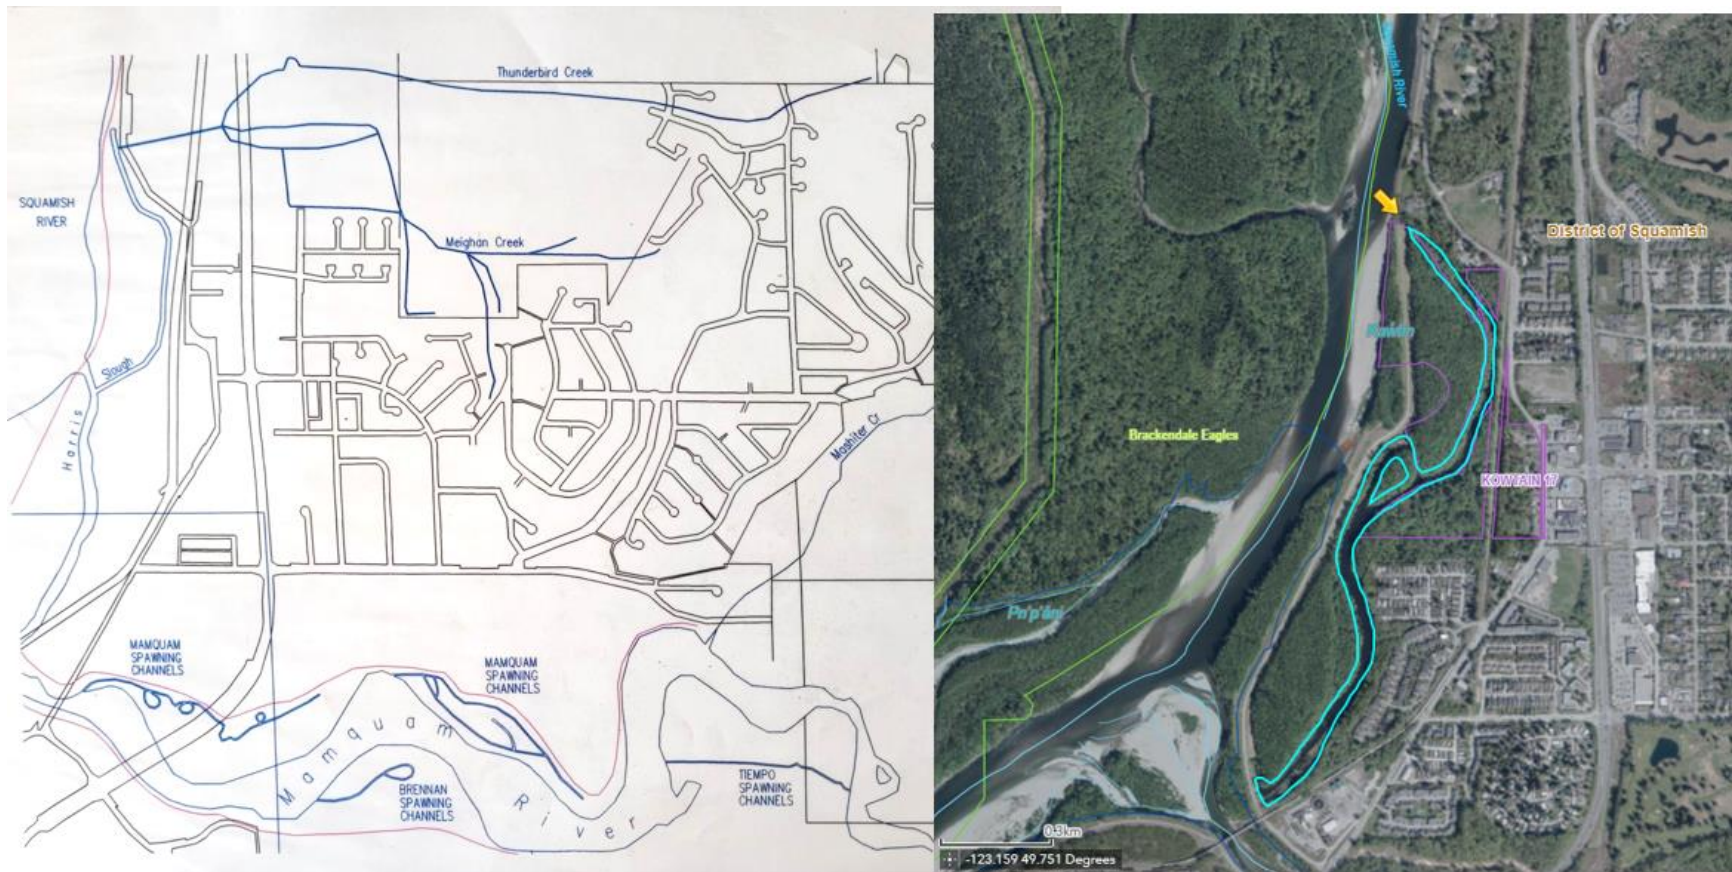 Thunderbird Creek
SQUAMISH
RIVER
Meighan Creek
Slough
Harris
Mashiter Cr
MAMQUAM
SPAWNING
CHANNELS
MAMQUAM
SPAWNING
CHANNELS
Mamquam
River
BRENNAN
SPAWNING
CHANNELS
TIEMPO
SPAWNING
CHANNELS
Squamish River
District of Squamish
Brackendale Eagles
0.3km
-123.159 49.751 Degrees